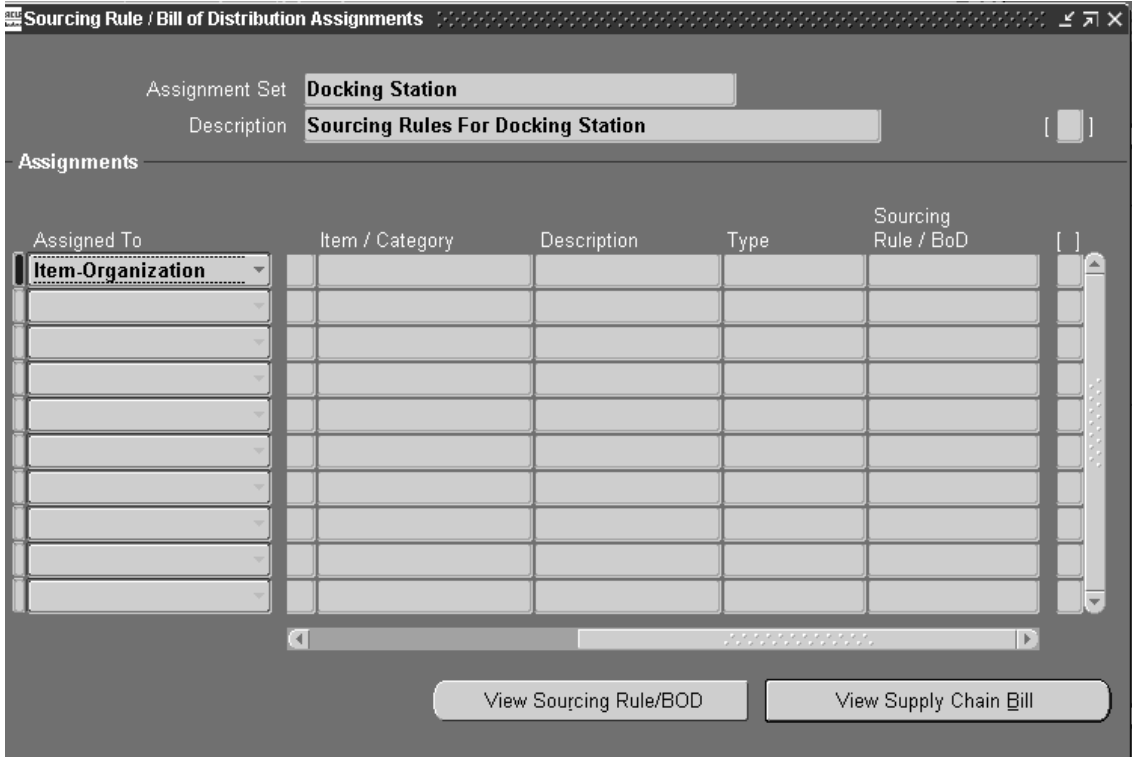 Sourcing Rule / Bill of Distribution Assignments
Assignment Set Docking Station
Description Sourcing Rules For Docking Station [ ]
Assignments
Sourcing
Assigned To Item / Category Description Type Rule / BoD [ ]
Item-Organization
View Sourcing Rule/BOD View Supply Chain Bill